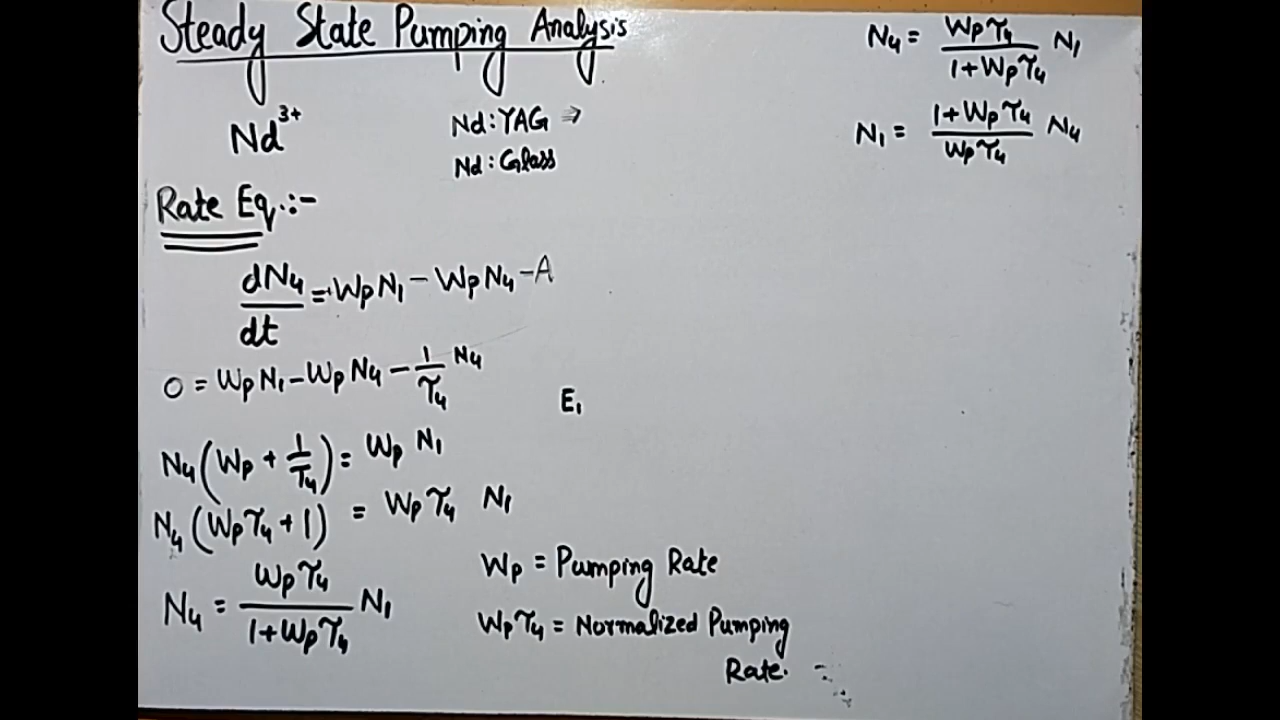 Steady State Pumping Analysis
Nd³⁺
Nd:YAG ⇒
Nd:Glass
Rate Eq.:-
dN₄/dt = WpN₁ - WpN₄ - A
0 = WpN₁ - WpN₄ - 1/τ₄ N₄
N₄(Wp + 1/τ₄) = Wp N₁
N₄(Wpτ₄ + 1) = Wpτ₄ N₁
N₄ = Wpτ₄/1+Wpτ₄ N₁
E₁
Wp = Pumping Rate
Wpτ₄ = Normalized Pumping
Rate.
N₄ = Wpτ₄/1+Wpτ₄ N₁
N₁ = 1+Wpτ₄/Wpτ₄ N₄